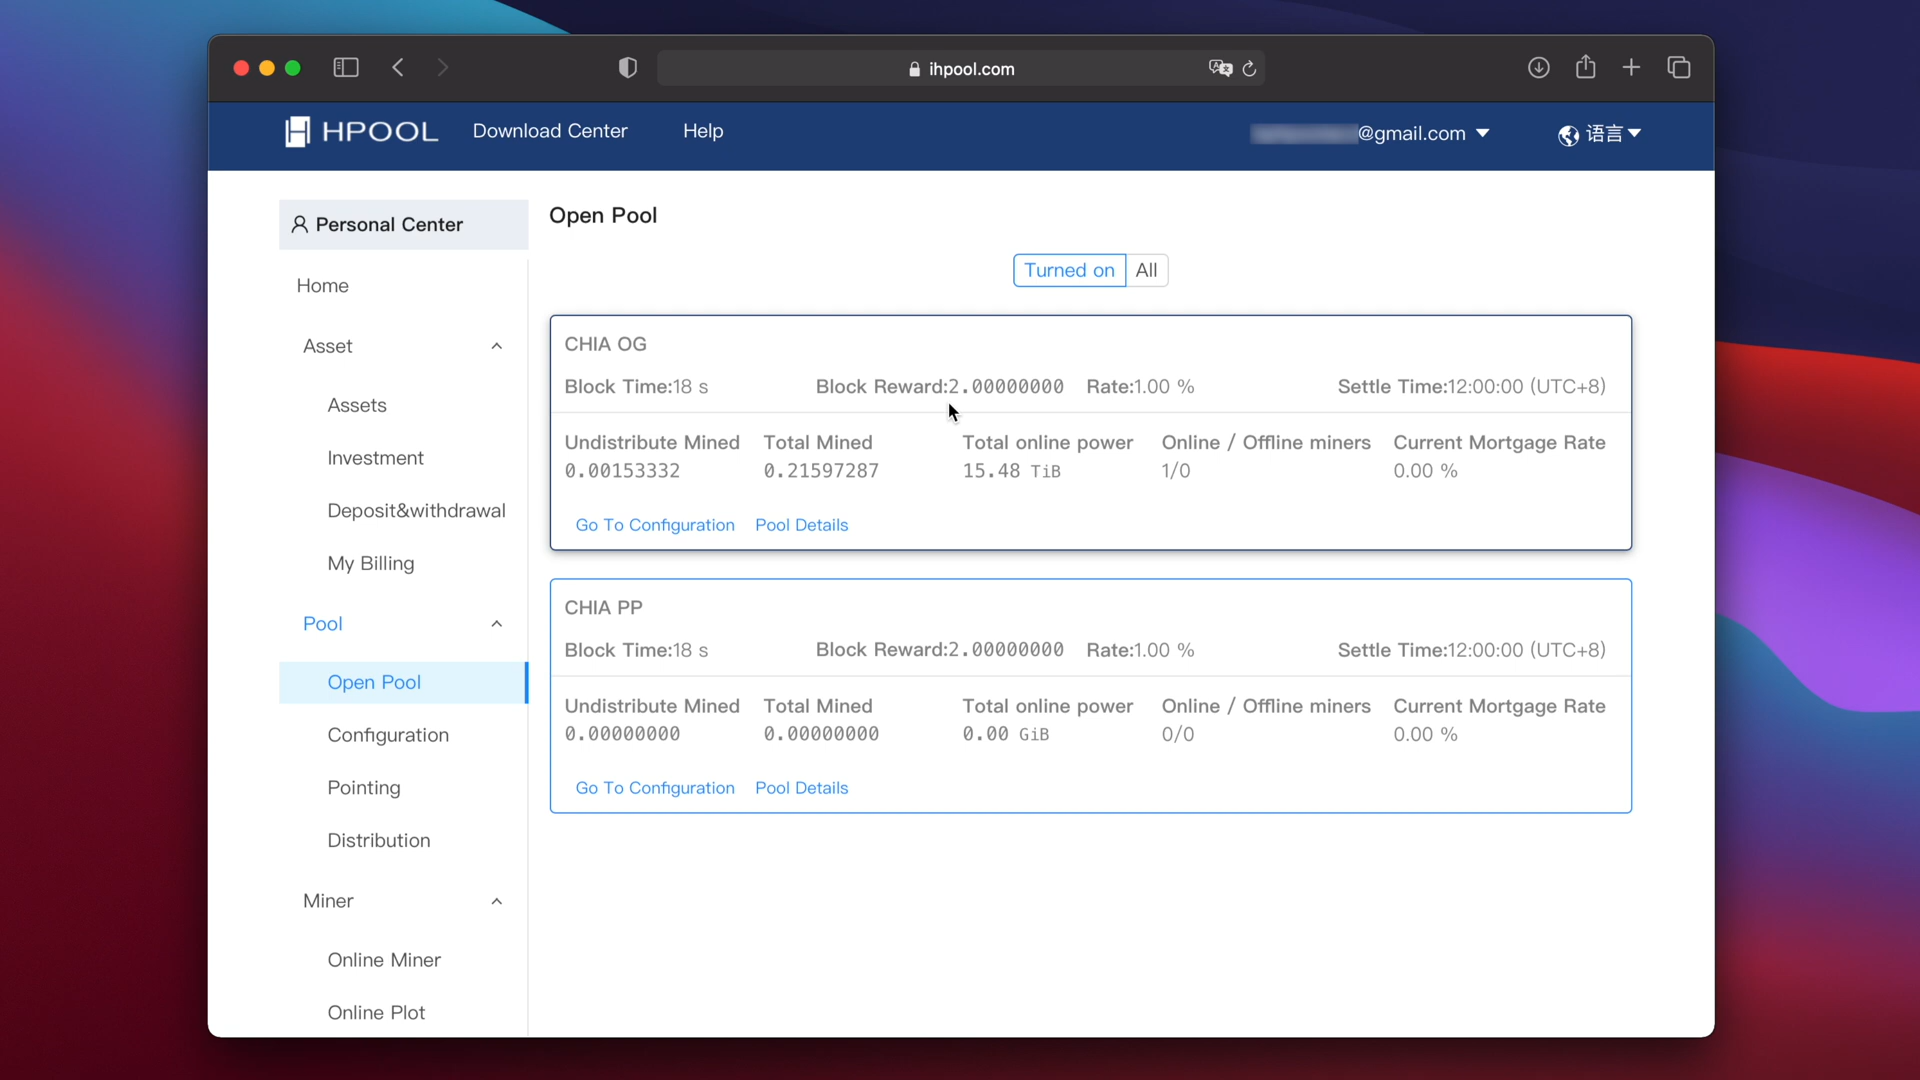 ihpool.com
HPOOL Download Center Help @gmail.com 语言
Personal Center
Home
Asset
Assets
Investment
Deposit&withdrawal
My Billing
Pool
Open Pool
Configuration
Pointing
Distribution
Miner
Online Miner
Online Plot
Open Pool
Turned on All
CHIA OG
Block Time:18 s Block Reward:2.00000000 Rate:1.00 % Settle Time:12:00:00 (UTC+8)
Undistribute Mined Total Mined Total online power Online / Offline miners Current Mortgage Rate
0.00153332 0.21597287 15.48 TiB 1/0 0.00 %
Go To Configuration Pool Details
CHIA PP
Block Time:18 s Block Reward:2.00000000 Rate:1.00 % Settle Time:12:00:00 (UTC+8)
Undistribute Mined Total Mined Total online power Online / Offline miners Current Mortgage Rate
0.00000000 0.00000000 0.00 GiB 0/0 0.00 %
Go To Configuration Pool Details